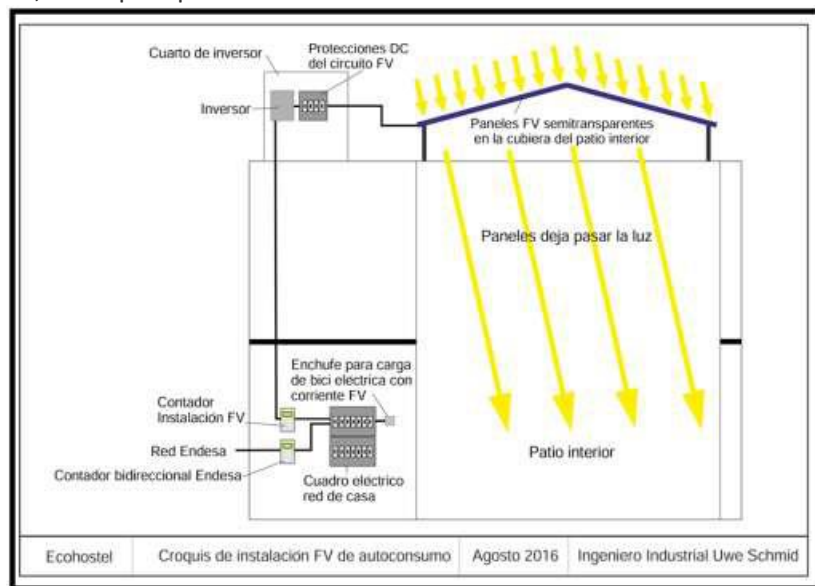 Cuarto de inversor
Protecciones DC
del circuito FV
Inversor
Paneles FV semitransparentes
en la cubiera del patio interior
Paneles deja pasar la luz
Enchufe para carga
de bici electrica con
corriente FV
Contador
Instalación FV
Red Endesa
Contador bidireccional Endesa
Cuadro eléctrico
red de casa
Patio interior
Ecohostel
Croquis de instalación FV de autoconsumo
Agosto 2016
Ingeniero Industrial Uwe Schmid